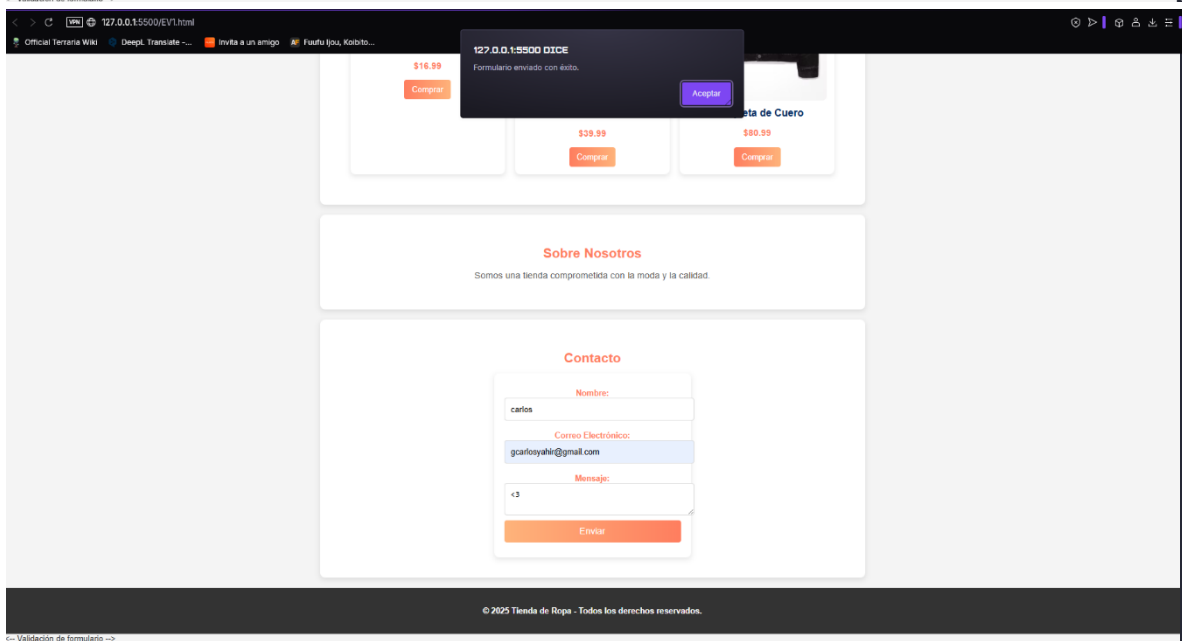 127.0.0.1:5500/EV1.html
VPN
Official Terraria Wiki
DeepL Translate –...
Invita a un amigo
Fuufu Ijou, Koibito...
127.0.0.1:5500 DICE
Formulario enviado con éxito.
Aceptar
$16.99
Comprar
$39.99
Comprar
eta de Cuero
$80.99
Comprar
Sobre Nosotros
Somos una tienda comprometida con la moda y la calidad.
Contacto
Nombre:
carlos
Correo Electrónico:
gcarlosyahir@gmail.com
Mensaje:
<3
Enviar
© 2025 Tienda de Ropa - Todos los derechos reservados.
<-- Validación de formulario -->